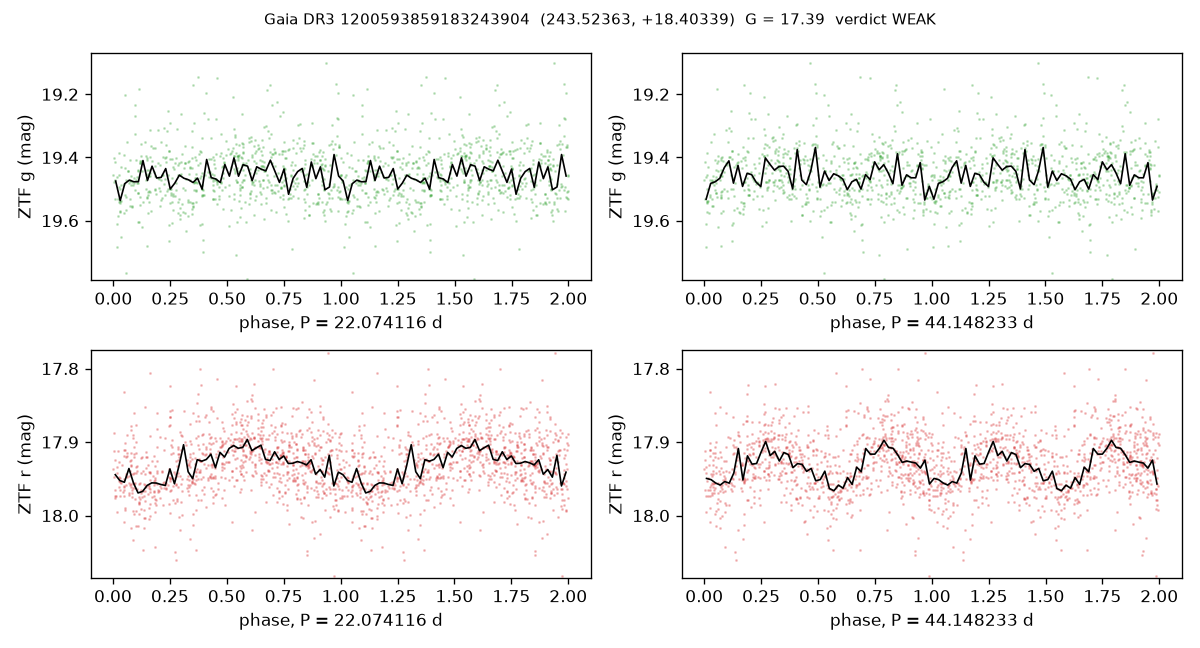 Gaia DR3 1200593859183243904 (243.52363, +18.40339) G = 17.39 verdict WEAK
ZTF g (mag)
19.2
19.4
19.6
0.00 0.25 0.50 0.75 1.00 1.25 1.50 1.75 2.00
phase, P = 22.074116 d
ZTF g (mag)
19.2
19.4
19.6
0.00 0.25 0.50 0.75 1.00 1.25 1.50 1.75 2.00
phase, P = 44.148233 d
ZTF r (mag)
17.8
17.9
18.0
0.00 0.25 0.50 0.75 1.00 1.25 1.50 1.75 2.00
phase, P = 22.074116 d
ZTF r (mag)
17.8
17.9
18.0
0.00 0.25 0.50 0.75 1.00 1.25 1.50 1.75 2.00
phase, P = 44.148233 d